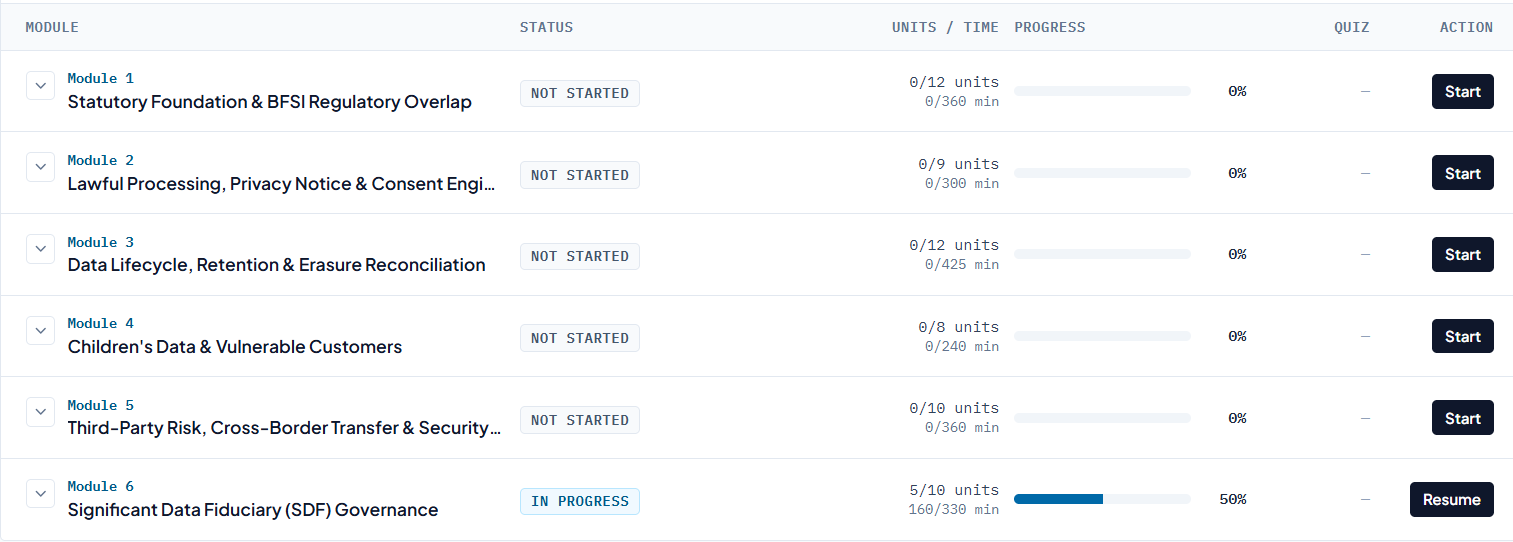 MODULE STATUS UNITS / TIME PROGRESS QUIZ ACTION
Module 1
Statutory Foundation & BFSI Regulatory Overlap
NOT STARTED
0/12 units
0/360 min
0%
—
Start
Module 2
Lawful Processing, Privacy Notice & Consent Engi...
NOT STARTED
0/9 units
0/300 min
0%
—
Start
Module 3
Data Lifecycle, Retention & Erasure Reconciliation
NOT STARTED
0/12 units
0/425 min
0%
—
Start
Module 4
Children's Data & Vulnerable Customers
NOT STARTED
0/8 units
0/240 min
0%
—
Start
Module 5
Third-Party Risk, Cross-Border Transfer & Security...
NOT STARTED
0/10 units
0/360 min
0%
—
Start
Module 6
Significant Data Fiduciary (SDF) Governance
IN PROGRESS
5/10 units
160/330 min
50%
—
Resume